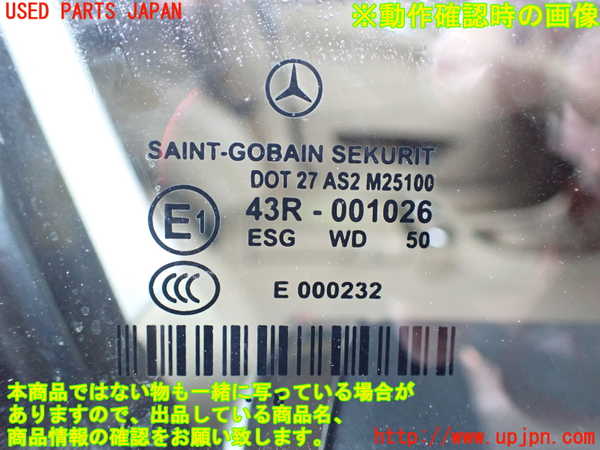 USED PARTS JAPAN
※動作確認時の画像
SAINT-GOBAIN SEKURIT
DOT 27 AS2 M25100
E1
43R - 001026
ESG WD 50
CCC
E 000232
本商品ではない物も一緒に写っている場合が
ありますので、出品している商品名、
商品情報の確認をお願い致します。
http://www.upjpn.com/